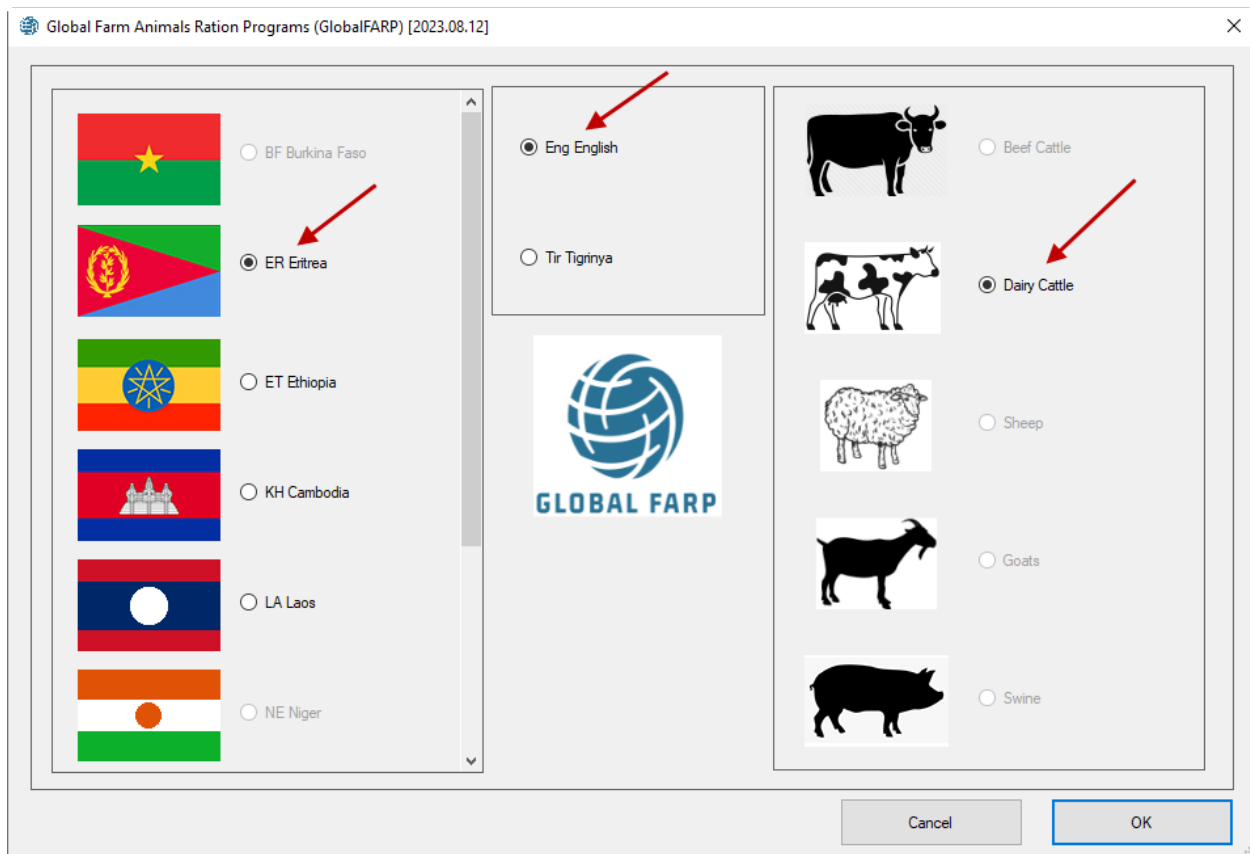 Global Farm Animals Ration Programs (GlobalFARP) [2023.08.12]
BF Burkina Faso
ER Eritrea
ET Ethiopia
KH Cambodia
LA Laos
NE Niger
Eng English
Tir Tigrinya
GLOBAL FARP
Beef Cattle
Dairy Cattle
Sheep
Goats
Swine
Cancel
OK